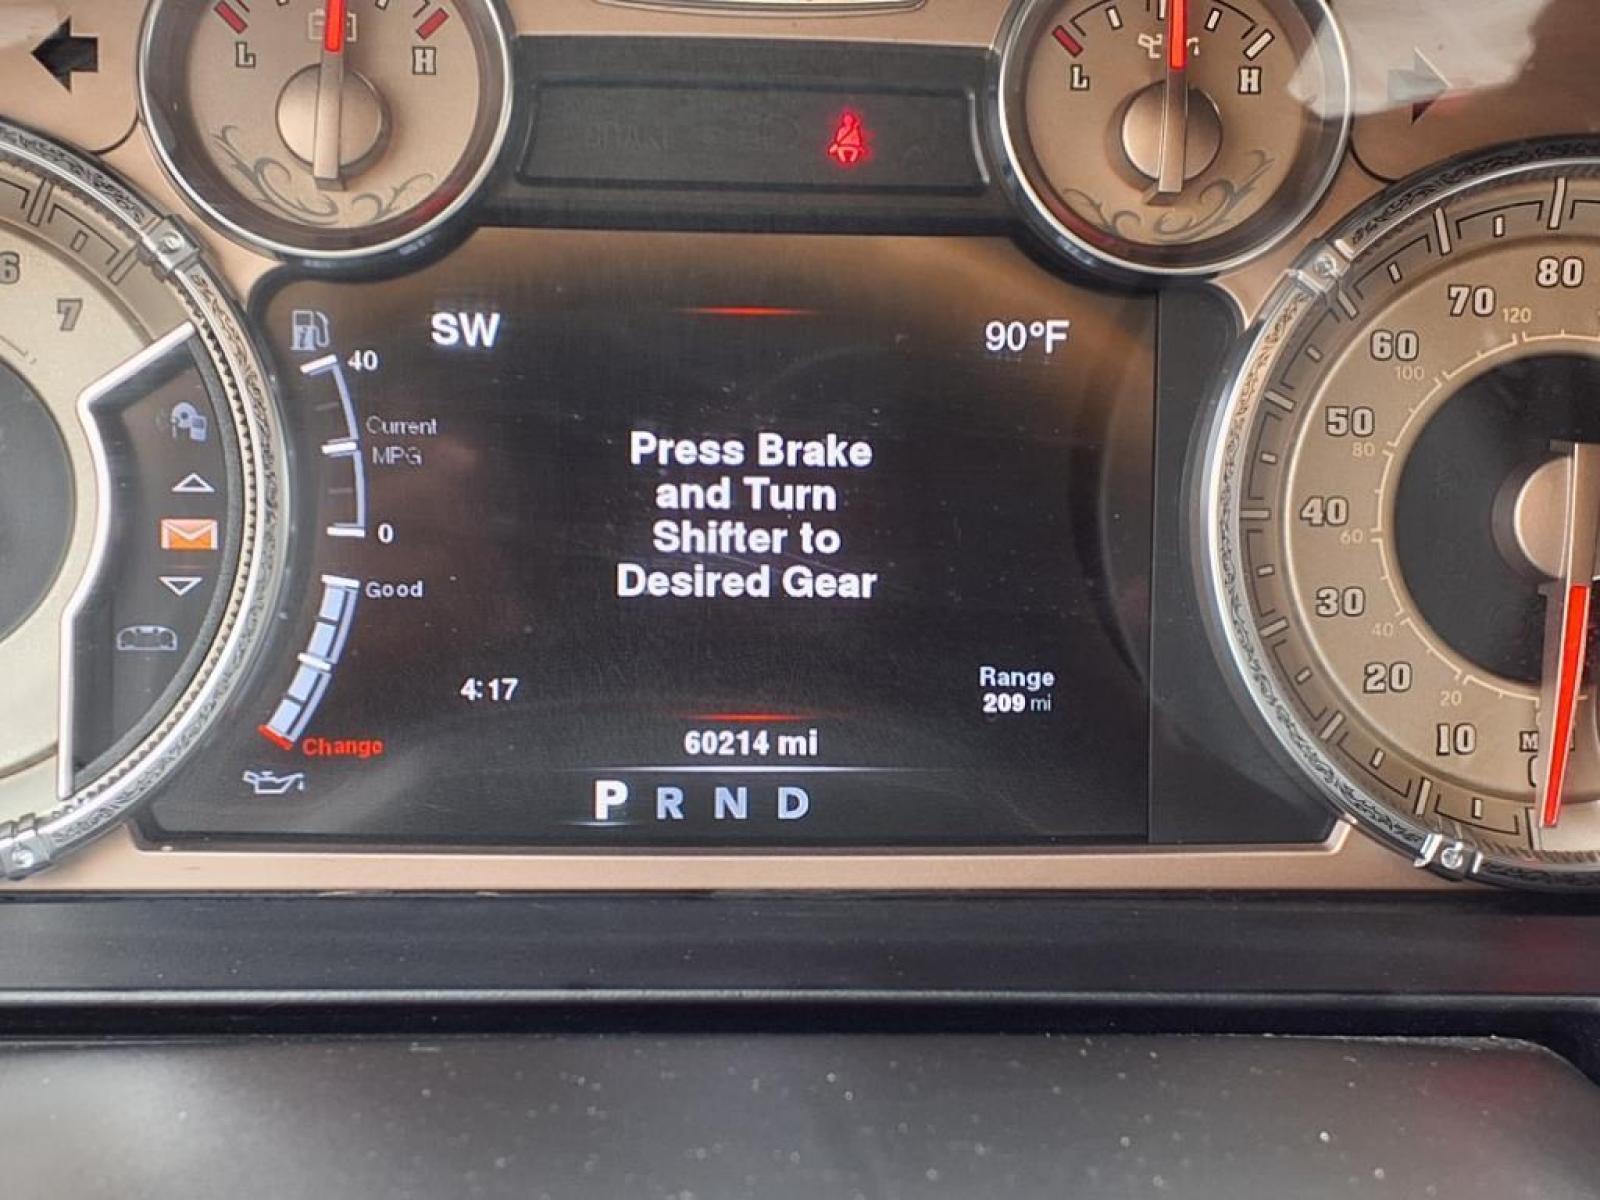 L H
L H
6
7
SW
90°F
40
Current
MPG
0
Good
Change
Press Brake
and Turn
Shifter to
Desired Gear
4:17
Range
209 mi
60214 mi
P R N D
80
70
120
60
100
50
80
40
60
30
40
20
20
10
0